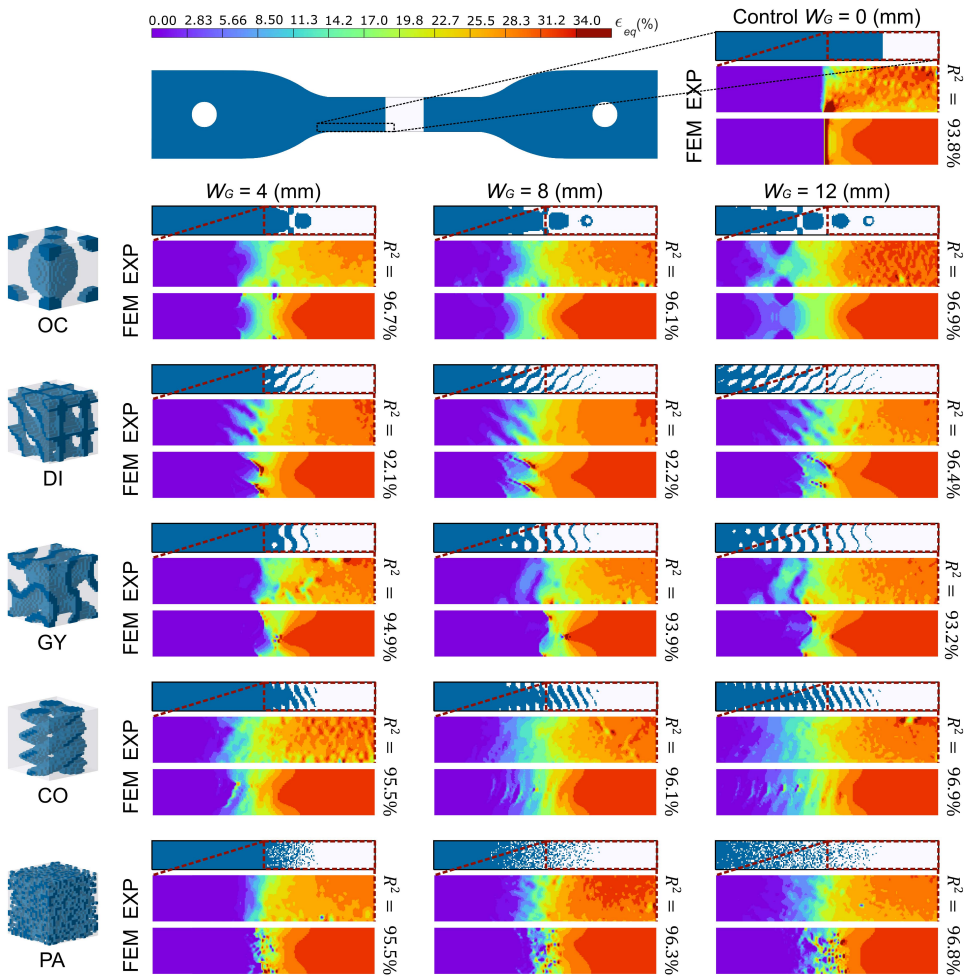 0.00 2.83 5.66 8.50 11.3 14.2 17.0 19.8 22.7 25.5 28.3 31.2 34.0 ϵeq(%)
Control WG = 0 (mm)
EXP
FEM
R² = 93.8%
WG = 4 (mm) WG = 8 (mm) WG = 12 (mm)
OC
EXP
FEM
R² = 96.7%
R² = 96.1%
R² = 96.9%
DI
EXP
FEM
R² = 92.1%
R² = 92.2%
R² = 96.4%
GY
EXP
FEM
R² = 94.9%
R² = 93.9%
R² = 93.2%
CO
EXP
FEM
R² = 95.5%
R² = 96.1%
R² = 96.9%
PA
EXP
FEM
R² = 95.5%
R² = 96.3%
R² = 96.8%